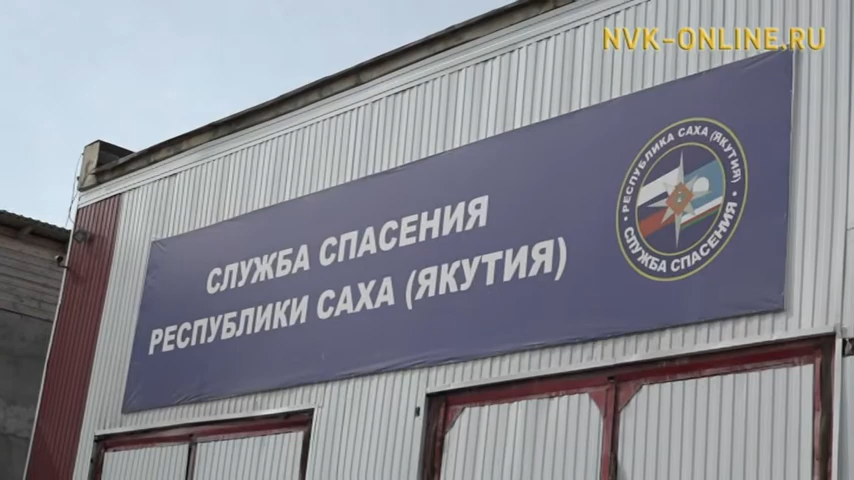 NVK-ONLINE.RU
СЛУЖБА СПАСЕНИЯ
РЕСПУБЛИКИ САХА (ЯКУТИЯ)
РЕСПУБЛИКА САХА (ЯКУТИЯ)
СЛУЖБА СПАСЕНИЯ